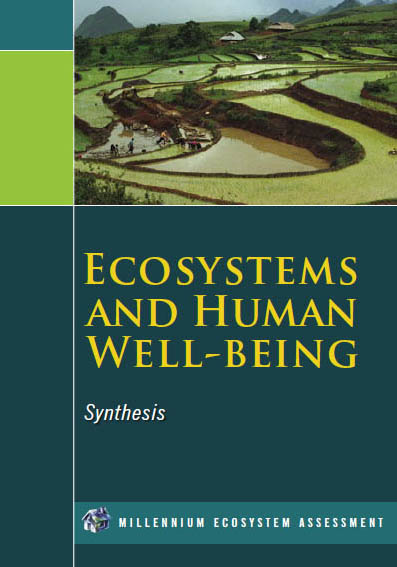 ECOSYSTEMS
AND HUMAN
WELL-BEING
Synthesis
MILLENNIUM ECOSYSTEM ASSESSMENT